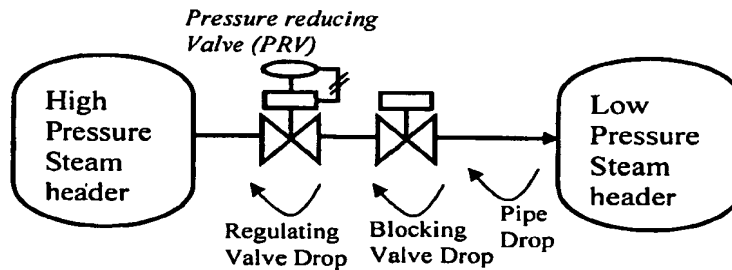 Pressure reducing
Valve (PRV)
High
Pressure
Steam
header
Low
Pressure
Steam
header
Regulating
Valve Drop
Blocking
Valve Drop
Pipe
Drop